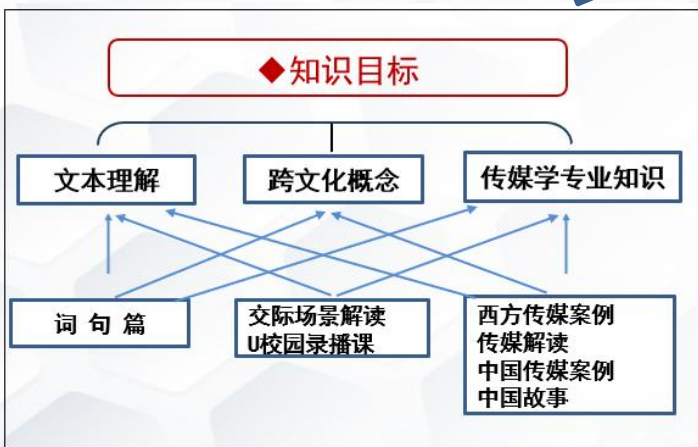 ◆知识目标
文本理解
跨文化概念
传媒学专业知识
词 句 篇
交际场景解读
U校园录播课
西方传媒案例
传媒解读
中国传媒案例
中国故事